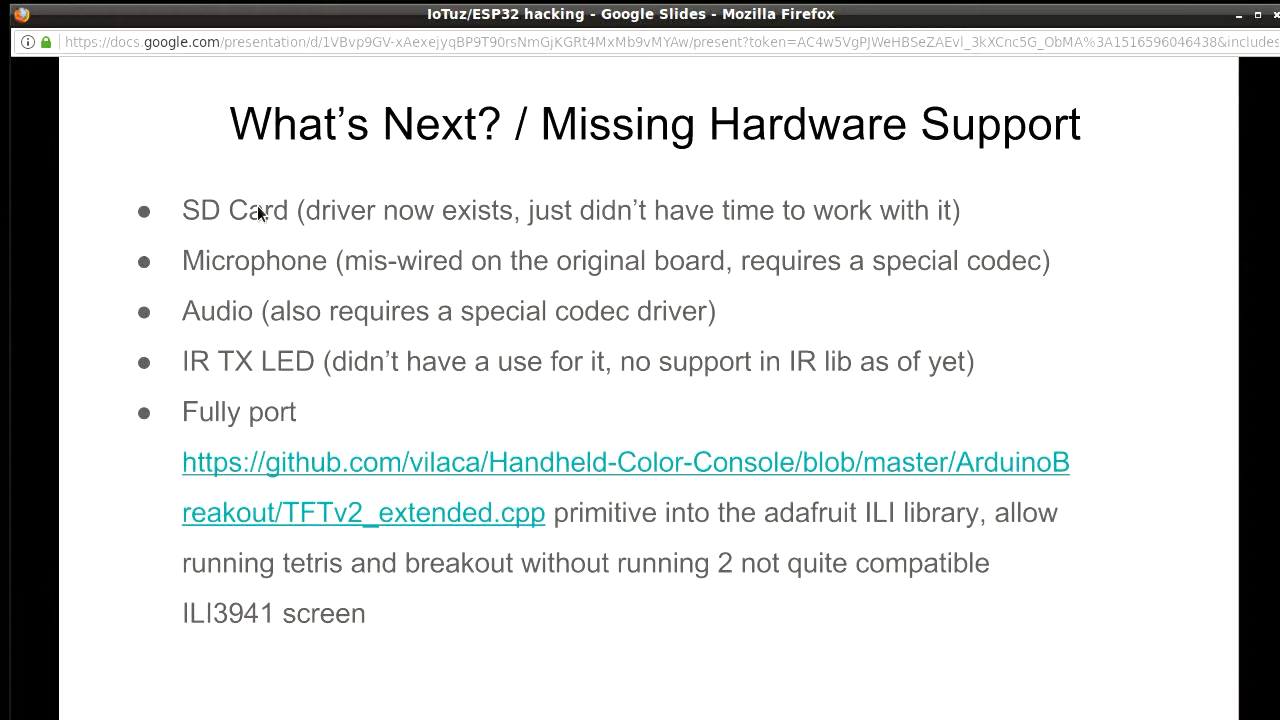 IoTuz/ESP32 hacking - Google Slides - Mozilla Firefox
https://docs.google.com/presentation/d/1VBvp9GV-xAexejyqBP9T90rsNmGjKGRt4MxMb9vMYAw/present?token=AC4w5VgPJWeHBSeZAEvl_3kXCnc5G_ObMA%3A1516596046438&includes
What’s Next? / Missing Hardware Support
● SD Card (driver now exists, just didn’t have time to work with it)
● Microphone (mis-wired on the original board, requires a special codec)
● Audio (also requires a special codec driver)
● IR TX LED (didn’t have a use for it, no support in IR lib as of yet)
● Fully port
https://github.com/vilaca/Handheld-Color-Console/blob/master/ArduinoB
reakout/TFTv2_extended.cpp primitive into the adafruit ILI library, allow
running tetris and breakout without running 2 not quite compatible
ILI3941 screen